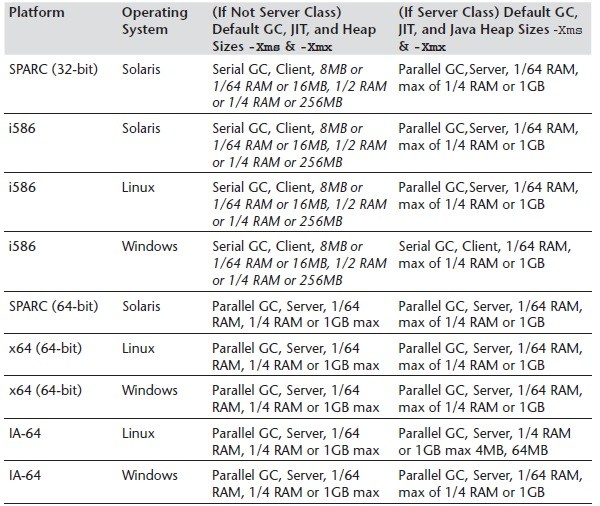 Platform
Operating
System
(If Not Server Class)
Default GC, JIT, and Heap
Sizes -Xms & -Xmx
(If Server Class) Default GC,
JIT, and Java Heap Sizes -Xms
& -Xmx
SPARC (32-bit)
Solaris
Serial GC, Client, 8MB or
1/64 RAM or 16MB, 1/2 RAM
or 1/4 RAM or 256MB
Parallel GC,Server, 1/64 RAM,
max of 1/4 RAM or 1GB
i586
Solaris
Serial GC, Client, 8MB or
1/64 RAM or 16MB, 1/2 RAM
or 1/4 RAM or 256MB
Parallel GC,Server, 1/64 RAM,
max of 1/4 RAM or 1GB
i586
Linux
Serial GC, Client, 8MB or
1/64 RAM or 16MB, 1/2 RAM
or 1/4 RAM or 256MB
Parallel GC,Server, 1/64 RAM,
max of 1/4 RAM or 1GB
i586
Windows
Serial GC, Client, 8MB or
1/64 RAM or 16MB, 1/2 RAM
or 1/4 RAM or 256MB
Serial GC, Client, 1/64 RAM,
max of 1/4 RAM or 1GB
SPARC (64-bit)
Solaris
Parallel GC, Server, 1/64
RAM, 1/4 RAM or 1GB max
Parallel GC, Server, 1/64 RAM,
max of 1/4 RAM or 1GB
x64 (64-bit)
Linux
Parallel GC, Server, 1/64
RAM, 1/4 RAM or 1GB max
Parallel GC, Server, 1/64 RAM,
max of 1/4 RAM or 1GB
x64 (64-bit)
Windows
Parallel GC, Server, 1/64
RAM, 1/4 RAM or 1GB max
Parallel GC, Server, 1/64 RAM,
max of 1/4 RAM or 1GB
IA-64
Linux
Parallel GC, Server, 1/64
RAM, 1/4 RAM or 1GB max
Parallel GC, Server, 1/4 RAM
or 1GB max 4MB, 64MB
IA-64
Windows
Parallel GC, Server, 1/64
RAM, 1/4 RAM or 1GB max
Parallel GC, Server, 1/64 RAM,
max of 1/4 RAM or 1GB